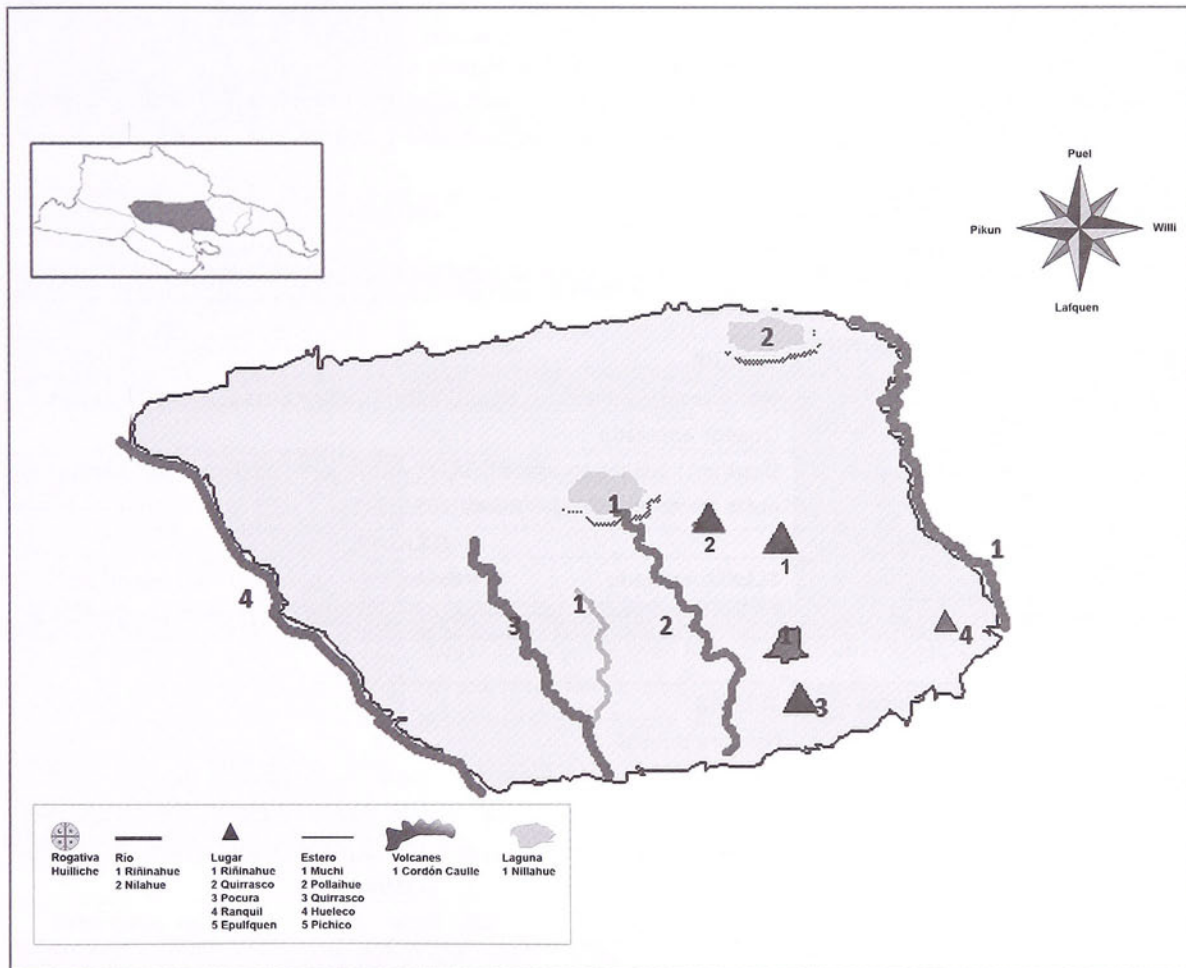 Puel
Pikun
Willi
Lafquen
2
1
2
1
1
4
1
3
2
1
4
3
Rogativa
Huilliche
Río
1 Riñinahue
2 Nilahue
Lugar
1 Riñinahue
2 Quirrasco
3 Pocura
4 Ranquil
5 Epulfquen
Estero
1 Muchi
2 Pollaihue
3 Quirrasco
4 Hueleco
5 Pichico
Volcanes
1 Cordón Caulle
Laguna
1 Nillahue